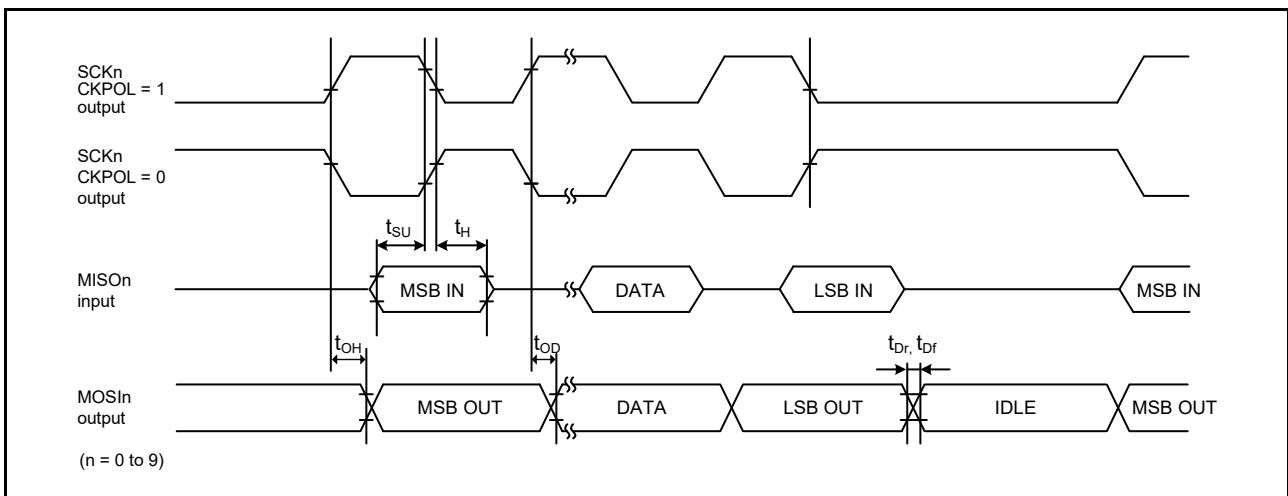 SCKn
CKPOL = 1
output
SCKn
CKPOL = 0
output
tSU
tH
MISOn
input
MSB IN
DATA
LSB IN
MSB IN
tOH
tOD
tDr, tDf
MOSIn
output
MSB OUT
DATA
LSB OUT
IDLE
MSB OUT
(n = 0 to 9)